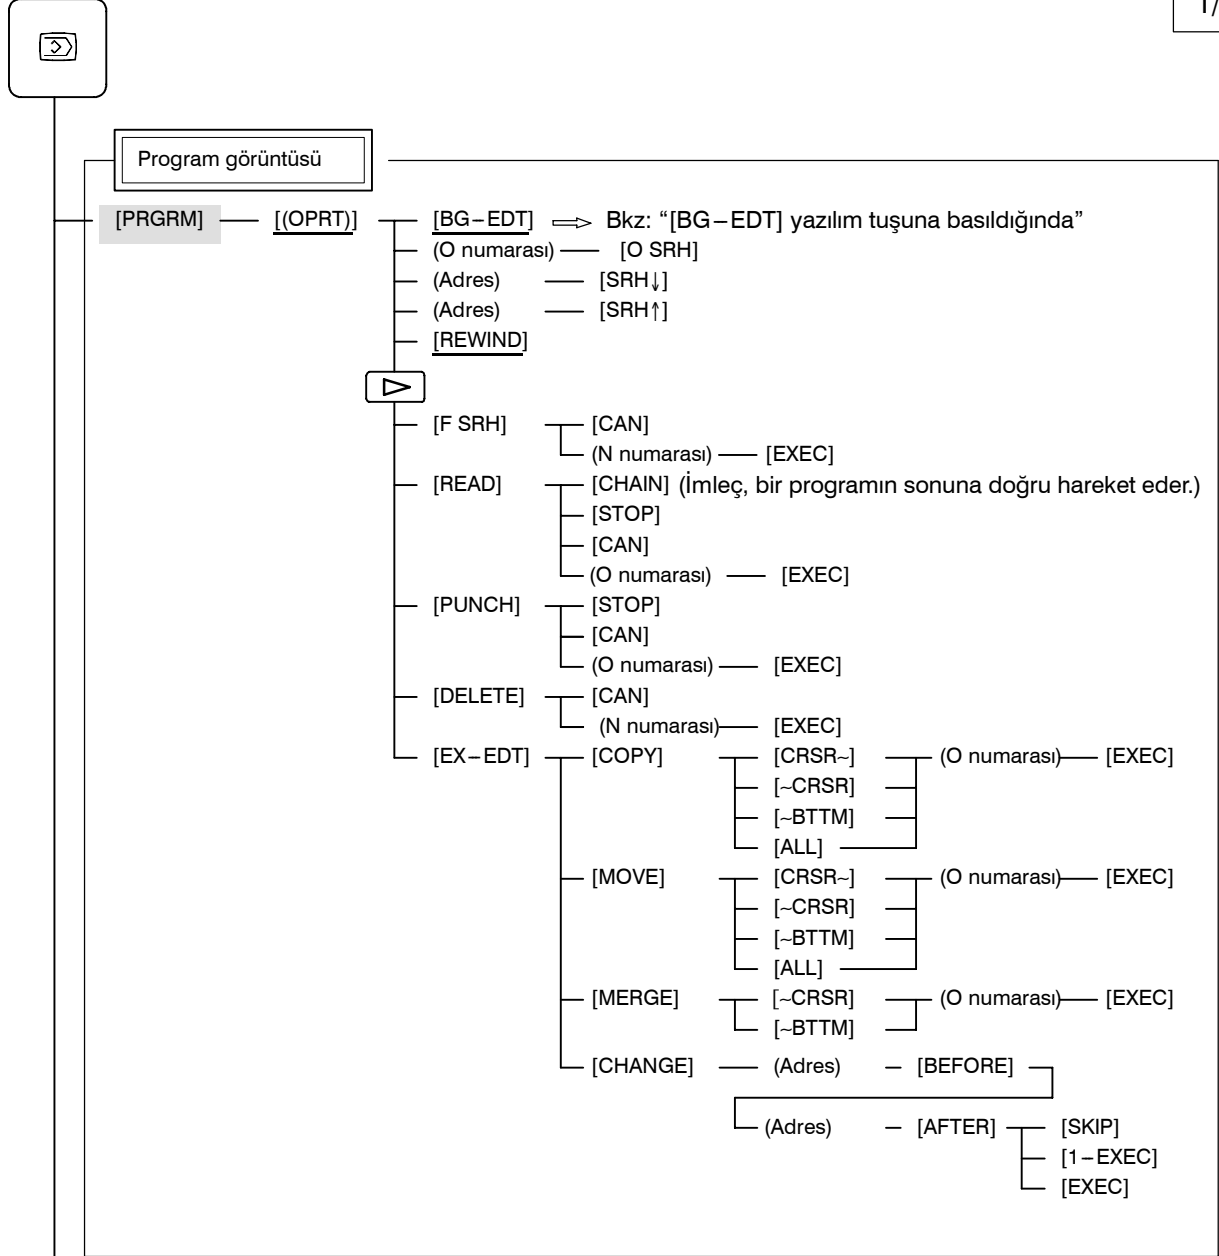 1/
Program görüntüsü
[PRGRM] [(OPRT)] [BG–EDT] Bkz: “[BG–EDT] yazılım tuşuna basıldığında”
(O numarası) [O SRH]
(Adres) [SRH↓]
(Adres) [SRH↑]
[REWIND]
[F SRH] [CAN]
(N numarası) [EXEC]
[READ] [CHAIN] (İmleç, bir programın sonuna doğru hareket eder.)
[STOP]
[CAN]
(O numarası) [EXEC]
[PUNCH] [STOP]
[CAN]
(O numarası) [EXEC]
[DELETE] [CAN]
(N numarası) [EXEC]
[EX–EDT] [COPY] [CRSR~] (O numarası) [EXEC]
[~CRSR]
[~BTTM]
[ALL]
[MOVE] [CRSR~] (O numarası) [EXEC]
[~CRSR]
[~BTTM]
[ALL]
[MERGE] [~CRSR] (O numarası) [EXEC]
[~BTTM]
[CHANGE] (Adres) [BEFORE]
(Adres) [AFTER] [SKIP]
[1–EXEC]
[EXEC]